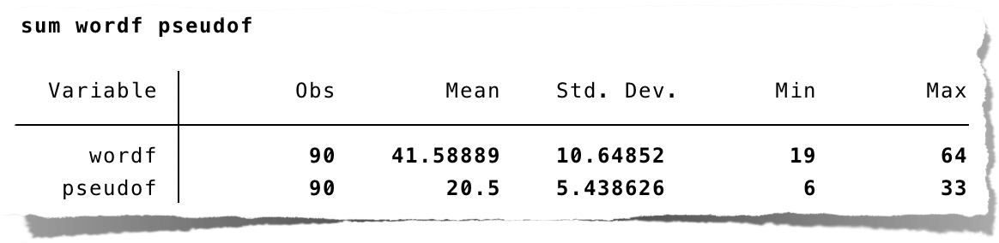 sum wordf pseudof
Variable Obs Mean Std. Dev. Min Max
wordf 90 41.58889 10.64852 19 64
pseudof 90 20.5 5.438626 6 33